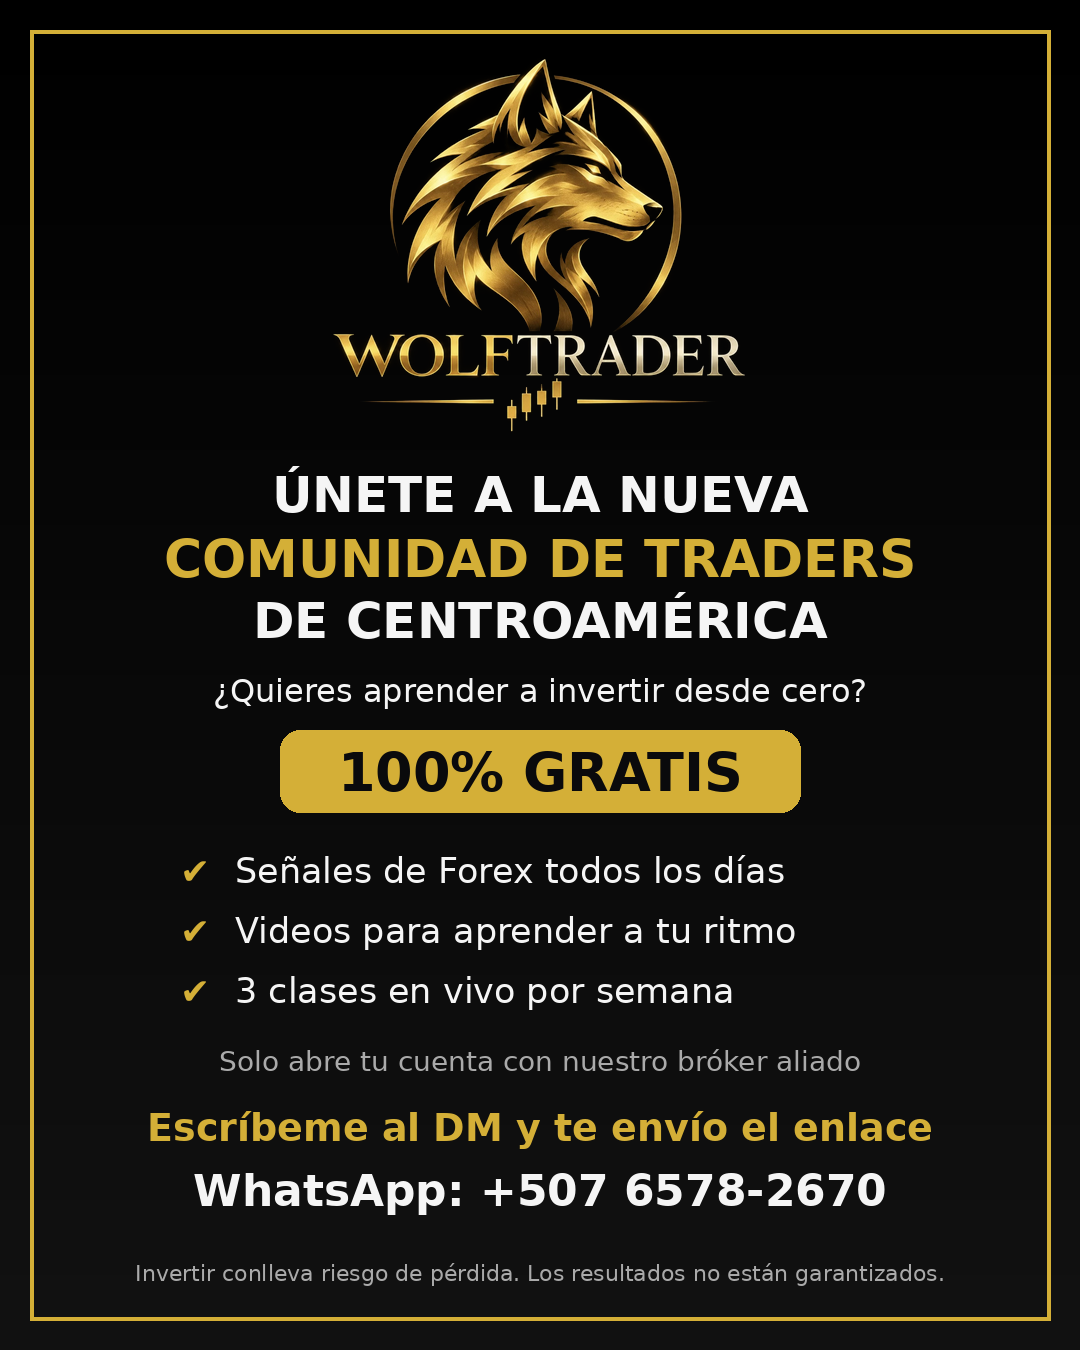 WOLFTRADER
ÚNETE A LA NUEVA
COMUNIDAD DE TRADERS
DE CENTROAMÉRICA
¿Quieres aprender a invertir desde cero?
100% GRATIS
✔ Señales de Forex todos los días
✔ Videos para aprender a tu ritmo
✔ 3 clases en vivo por semana
Solo abre tu cuenta con nuestro bróker aliado
Escríbeme al DM y te envío el enlace
WhatsApp: +507 6578-2670
Invertir conlleva riesgo de pérdida. Los resultados no están garantizados.